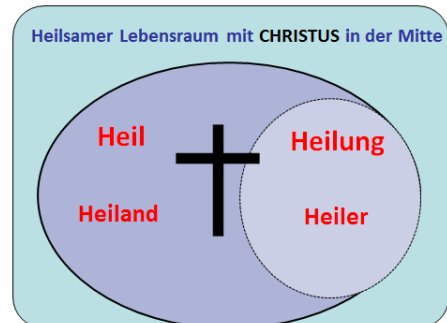 Heilsamer Lebensraum mit CHRISTUS in der Mitte
Heil
Heilung
Heiland
Heiler